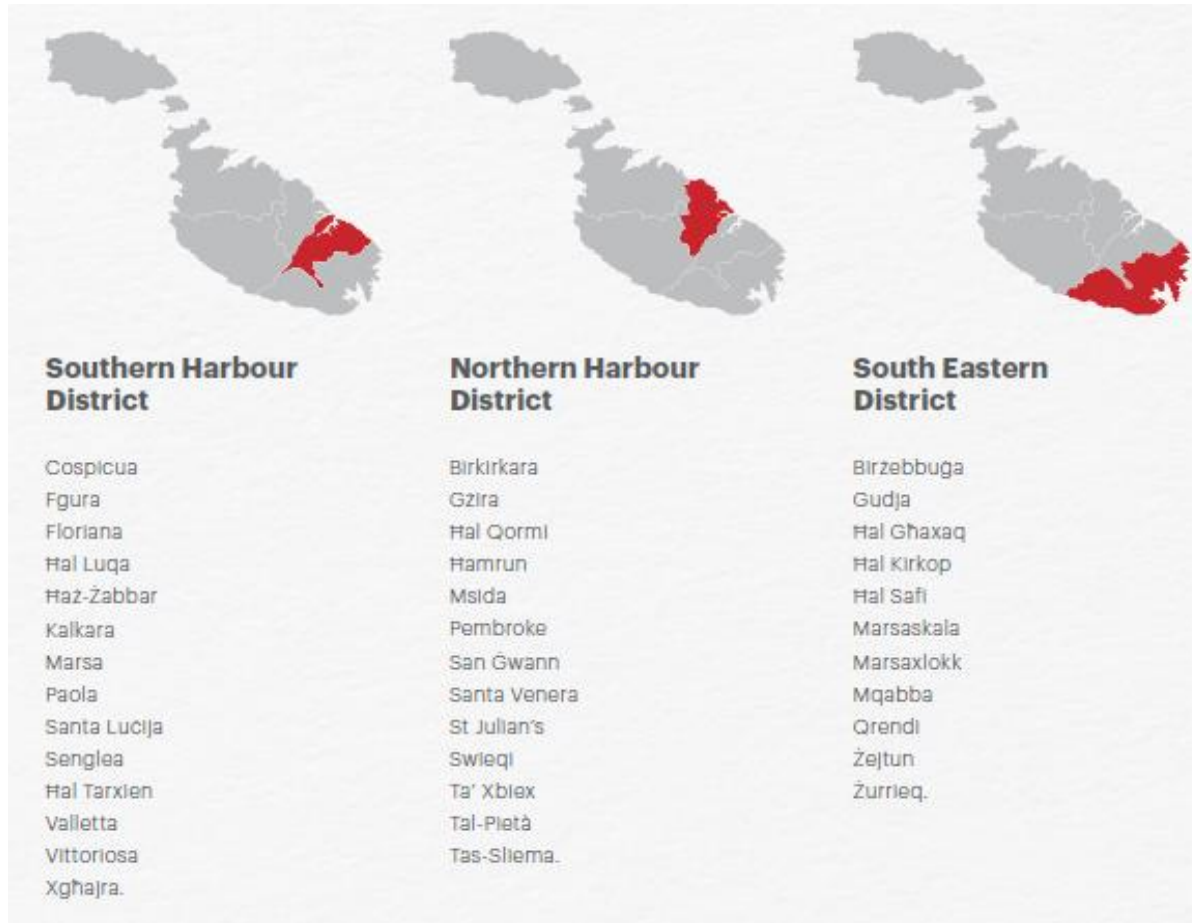 Southern Harbour
District
Cospicua
Fgura
Floriana
Ħal Luqa
Ħaż-Żabbar
Kalkara
Marsa
Paola
Santa Luċija
Senglea
Ħal Tarxien
Valletta
Vittoriosa
Xgħajra.
Northern Harbour
District
Birkirkara
Gżira
Ħal Qormi
Ħamrun
Msida
Pembroke
San Ġwann
Santa Venera
St Julian's
Swieqi
Ta' Xbiex
Tal-Pietà
Tas-Sliema.
South Eastern
District
Birżebbuġa
Gudja
Ħal Għaxaq
Ħal Kirkop
Ħal Safi
Marsaskala
Marsaxlokk
Mqabba
Qrendi
Żejtun
Żurrieq.